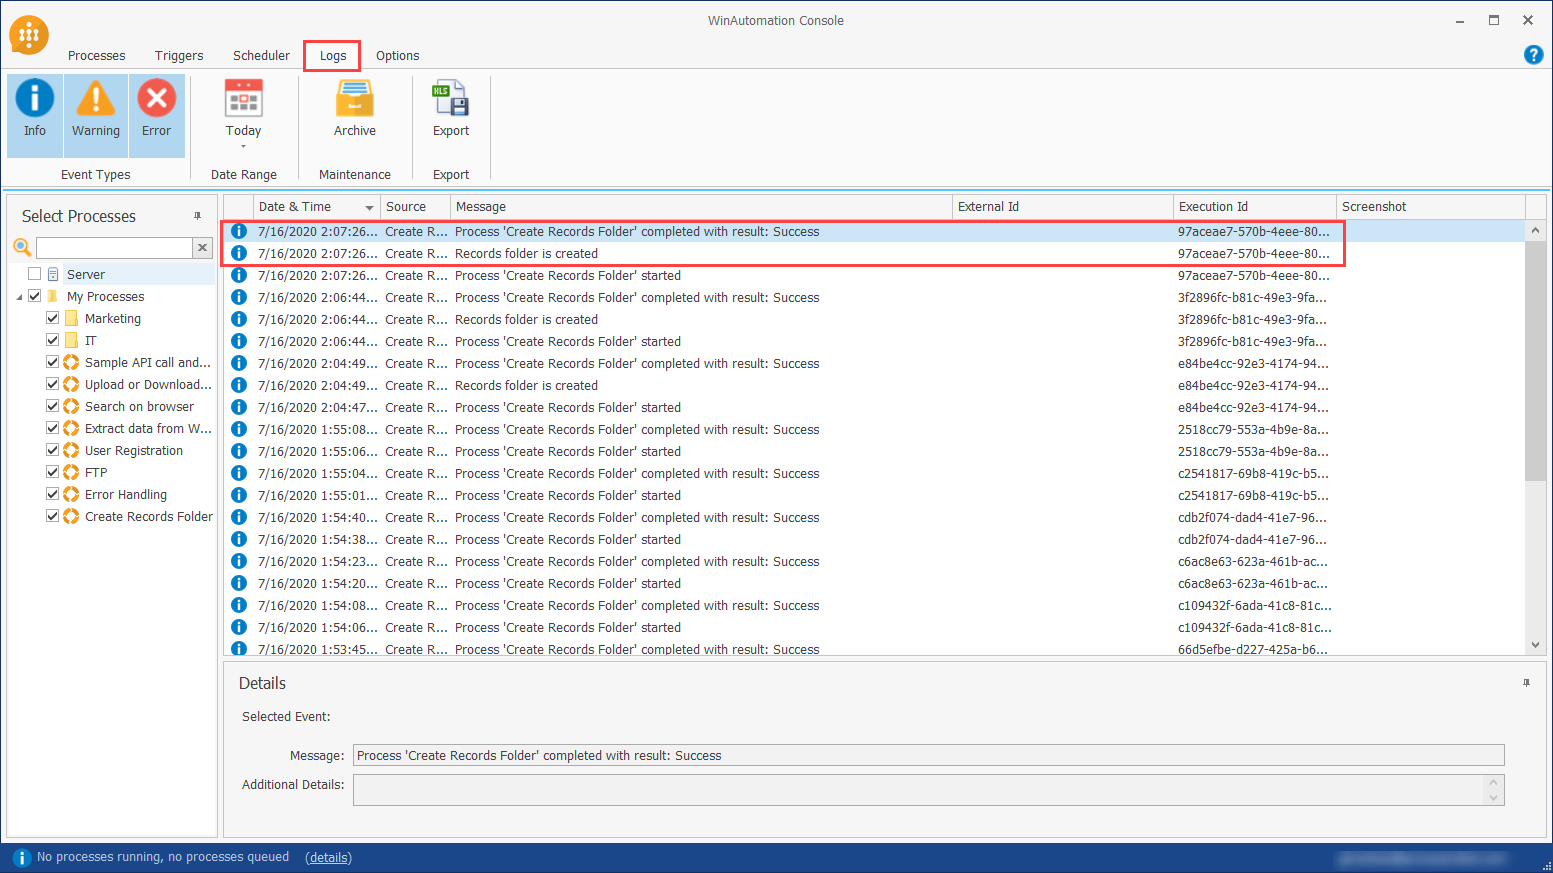 WinAutomation Console
Processes Triggers Scheduler Logs Options
Info Warning Error Today Archive XLS Export
Event Types Date Range Maintenance Export
Select Processes
Server
My Processes
Marketing
IT
Sample API call and...
Upload or Download...
Search on browser
Extract data from W...
User Registration
FTP
Error Handling
Create Records Folder
Date & Time Source Message External Id Execution Id Screenshot
7/16/2020 2:07:26... Create R... Process 'Create Records Folder' completed with result: Success 97aceae7-570b-4eee-80...
7/16/2020 2:07:26... Create R... Records folder is created 97aceae7-570b-4eee-80...
7/16/2020 2:07:26... Create R... Process 'Create Records Folder' started 97aceae7-570b-4eee-80...
7/16/2020 2:06:44... Create R... Process 'Create Records Folder' completed with result: Success 3f2896fc-b81c-49e3-9fa...
7/16/2020 2:06:44... Create R... Records folder is created 3f2896fc-b81c-49e3-9fa...
7/16/2020 2:06:44... Create R... Process 'Create Records Folder' started 3f2896fc-b81c-49e3-9fa...
7/16/2020 2:04:49... Create R... Process 'Create Records Folder' completed with result: Success e84be4cc-92e3-4174-94...
7/16/2020 2:04:49... Create R... Records folder is created e84be4cc-92e3-4174-94...
7/16/2020 2:04:47... Create R... Process 'Create Records Folder' started e84be4cc-92e3-4174-94...
7/16/2020 1:55:08... Create R... Process 'Create Records Folder' completed with result: Success 2518cc79-553a-4b9e-8a...
7/16/2020 1:55:06... Create R... Process 'Create Records Folder' started 2518cc79-553a-4b9e-8a...
7/16/2020 1:55:04... Create R... Process 'Create Records Folder' completed with result: Success c2541817-69b8-419c-b5...
7/16/2020 1:55:01... Create R... Process 'Create Records Folder' started c2541817-69b8-419c-b5...
7/16/2020 1:54:40... Create R... Process 'Create Records Folder' completed with result: Success cdb2f074-dad4-41e7-96...
7/16/2020 1:54:38... Create R... Process 'Create Records Folder' started cdb2f074-dad4-41e7-96...
7/16/2020 1:54:23... Create R... Process 'Create Records Folder' completed with result: Success c6ac8e63-623a-461b-ac...
7/16/2020 1:54:20... Create R... Process 'Create Records Folder' started c6ac8e63-623a-461b-ac...
7/16/2020 1:54:08... Create R... Process 'Create Records Folder' completed with result: Success c109432f-6ada-41c8-81c...
7/16/2020 1:54:06... Create R... Process 'Create Records Folder' started c109432f-6ada-41c8-81c...
7/16/2020 1:53:45... Create R... Process 'Create Records Folder' completed with result: Success 66d5efbe-d227-425a-b6...
Details
Selected Event:
Message: Process 'Create Records Folder' completed with result: Success
Additional Details:
No processes running, no processes queued (details)